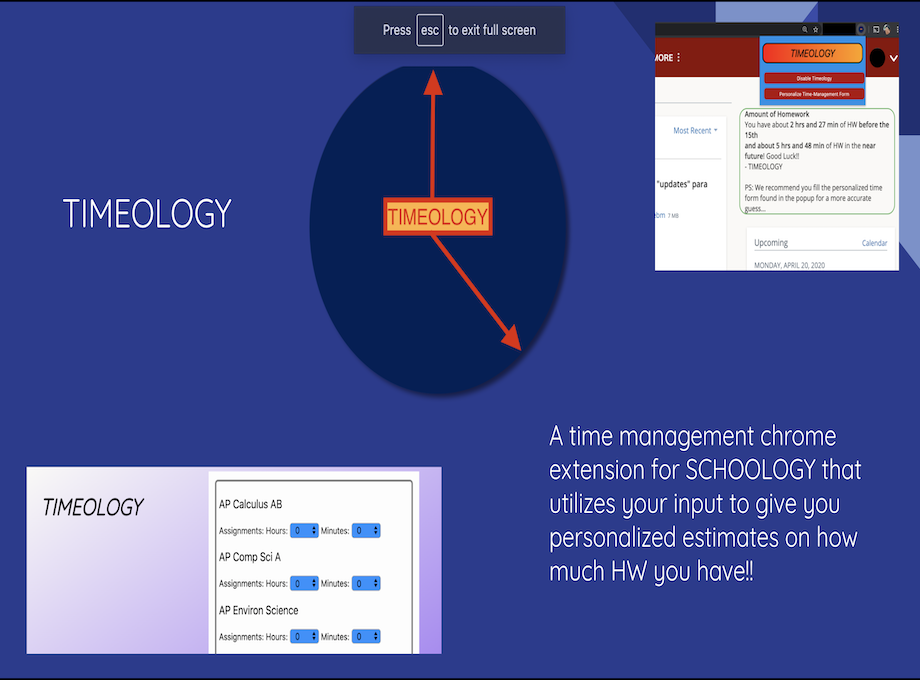 Press esc to exit full screen
TIMEOLOGY
TIMEOLOGY
MORE
TIMEOLOGY
Disable Timeology
Personalize Time-Management Form
Most Recent
"updates" para
ebm 7 MB
Amount of Homework
You have about 2 hrs and 27 min of HW before the
15th
and about 5 hrs and 48 min of HW in the near
future! Good Luck!!
- TIMEOLOGY
PS: We recommend you fill the personalized time
form found in the popup for a more accurate
guess...
Upcoming Calendar
MONDAY, APRIL 20, 2020
A time management chrome
extension for SCHOOLOGY that
utilizes your input to give you
personalized estimates on how
much HW you have!!
TIMEOLOGY
AP Calculus AB
Assignments: Hours: 0 Minutes: 0
AP Comp Sci A
Assignments: Hours: 0 Minutes: 0
AP Environ Science
Assignments: Hours: 0 Minutes: 0